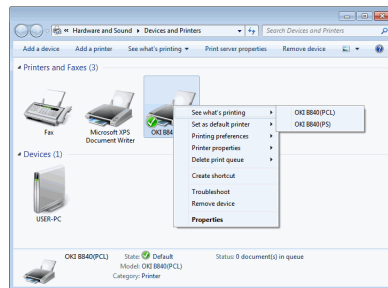 « Hardware and Sound ▸ Devices and Printers
Search Devices and Printers
Add a device Add a printer See what's printing Print server properties Remove device
Printers and Faxes (3)
Fax
Microsoft XPS
Document Writer
OKI B84
See what's printing
Set as default printer
Printing preferences
Printer properties
Delete print queue
Create shortcut
Troubleshoot
Remove device
Properties
OKI B840(PCL)
OKI B840(PS)
Devices (1)
USER-PC
OKI B840(PCL) State: Default Status: 0 document(s) in queue
Model: OKI B840(PCL)
Category: Printer